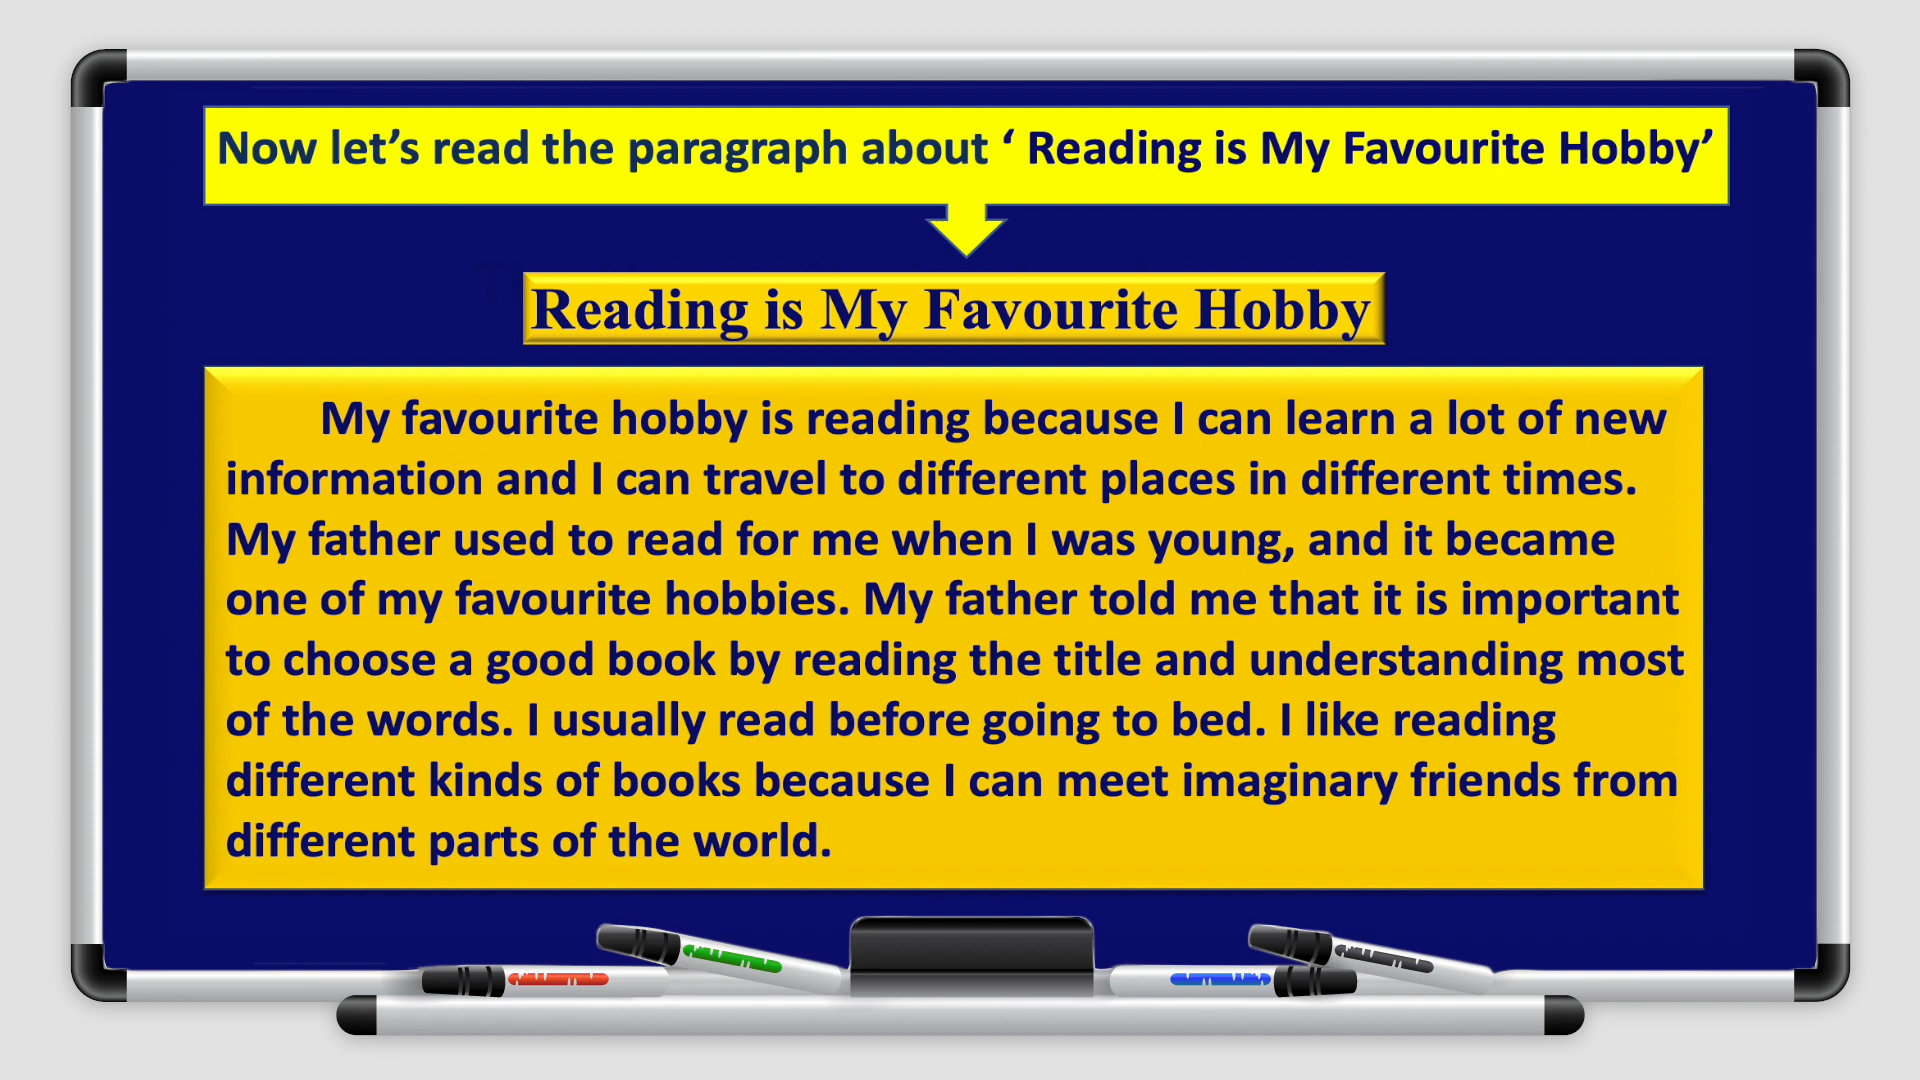 Now let’s read the paragraph about ‘ Reading is My Favourite Hobby’
Reading is My Favourite Hobby
My favourite hobby is reading because I can learn a lot of new
information and I can travel to different places in different times.
My father used to read for me when I was young, and it became
one of my favourite hobbies. My father told me that it is important
to choose a good book by reading the title and understanding most
of the words. I usually read before going to bed. I like reading
different kinds of books because I can meet imaginary friends from
different parts of the world.